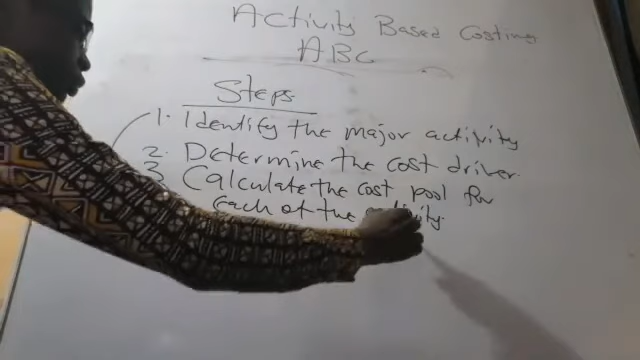 Activity Based Costing
ABC
Steps
1. Identify the major activity
2. Determine the cost driver.
3 Calculate the cost pool for
Each of the activity.